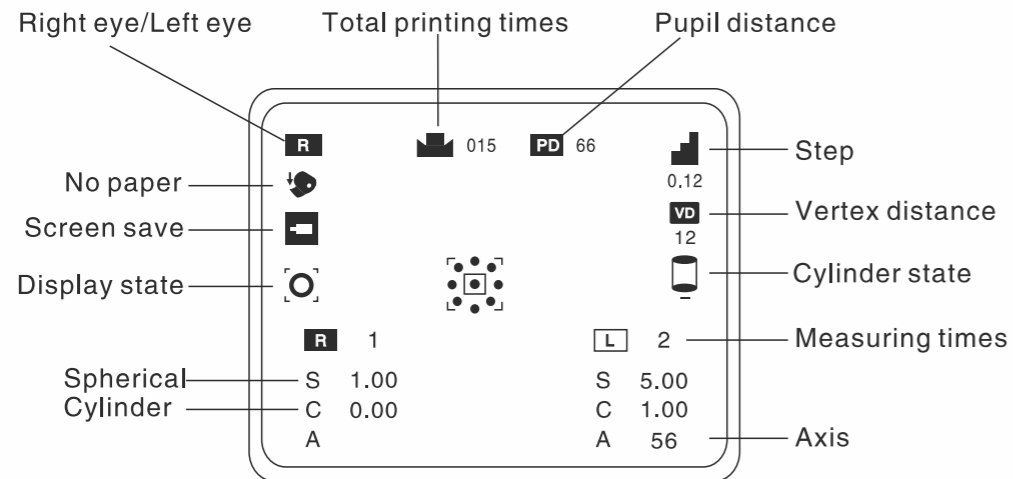 Right eye/Left eye
Total printing times
Pupil distance
R
015
PD 66
Step
0.12
No paper
VD
12
Vertex distance
Screen save
Display state
Cylinder state
R 1
L 2
Measuring times
Spherical
S 1.00
S 5.00
Cylinder
C 0.00
C 1.00
A
A 56
Axis